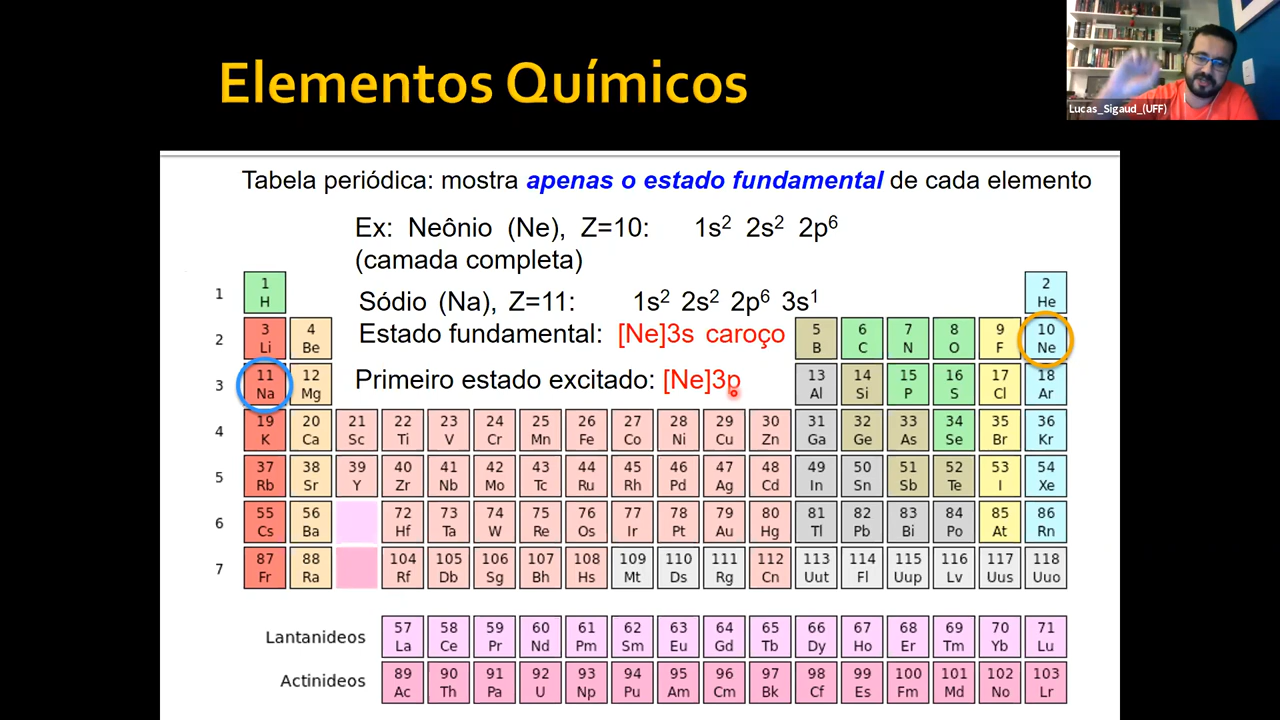 Elementos Químicos
Lucas_Sigaud_(UFF)
Tabela periódica: mostra apenas o estado fundamental de cada elemento
Ex: Neônio (Ne), Z=10: 1s² 2s² 2p⁶
(camada completa)
Sódio (Na), Z=11: 1s² 2s² 2p⁶ 3s¹
Estado fundamental: [Ne]3s caroço
Primeiro estado excitado: [Ne]3p
1 2
1 H He
3 4 5 6 7 8 9 10
2 Li Be B C N O F Ne
11 12 13 14 15 16 17 18
3 Na Mg Al Si P S Cl Ar
19 20 21 22 23 24 25 26 27 28 29 30 31 32 33 34 35 36
4 K Ca Sc Ti V Cr Mn Fe Co Ni Cu Zn Ga Ge As Se Br Kr
37 38 39 40 41 42 43 44 45 46 47 48 49 50 51 52 53 54
5 Rb Sr Y Zr Nb Mo Tc Ru Rh Pd Ag Cd In Sn Sb Te I Xe
55 56 72 73 74 75 76 77 78 79 80 81 82 83 84 85 86
6 Cs Ba Hf Ta W Re Os Ir Pt Au Hg Tl Pb Bi Po At Rn
87 88 104 105 106 107 108 109 110 111 112 113 114 115 116 117 118
7 Fr Ra Rf Db Sg Bh Hs Mt Ds Rg Cn Uut Fl Uup Lv Uus Uuo
57 58 59 60 61 62 63 64 65 66 67 68 69 70 71
Lantanideos La Ce Pr Nd Pm Sm Eu Gd Tb Dy Ho Er Tm Yb Lu
89 90 91 92 93 94 95 96 97 98 99 100 101 102 103
Actinideos Ac Th Pa U Np Pu Am Cm Bk Cf Es Fm Md No Lr